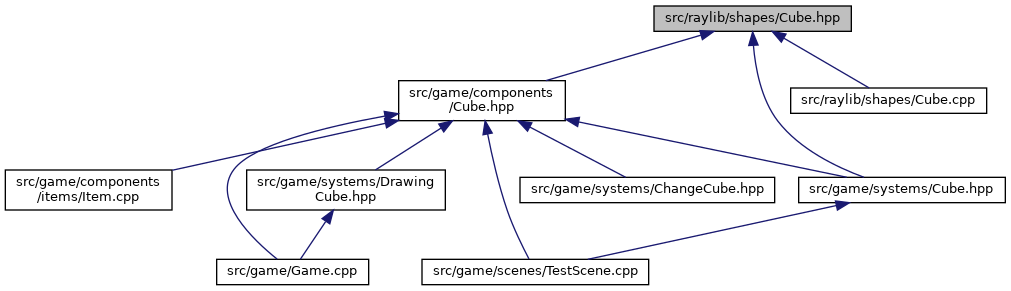 src/raylib/shapes/Cube.hpp
src/game/components
/Cube.hpp
src/raylib/shapes/Cube.cpp
src/game/components
/items/Item.cpp
src/game/systems/Drawing
Cube.hpp
src/game/systems/ChangeCube.hpp
src/game/systems/Cube.hpp
src/game/Game.cpp
src/game/scenes/TestScene.cpp